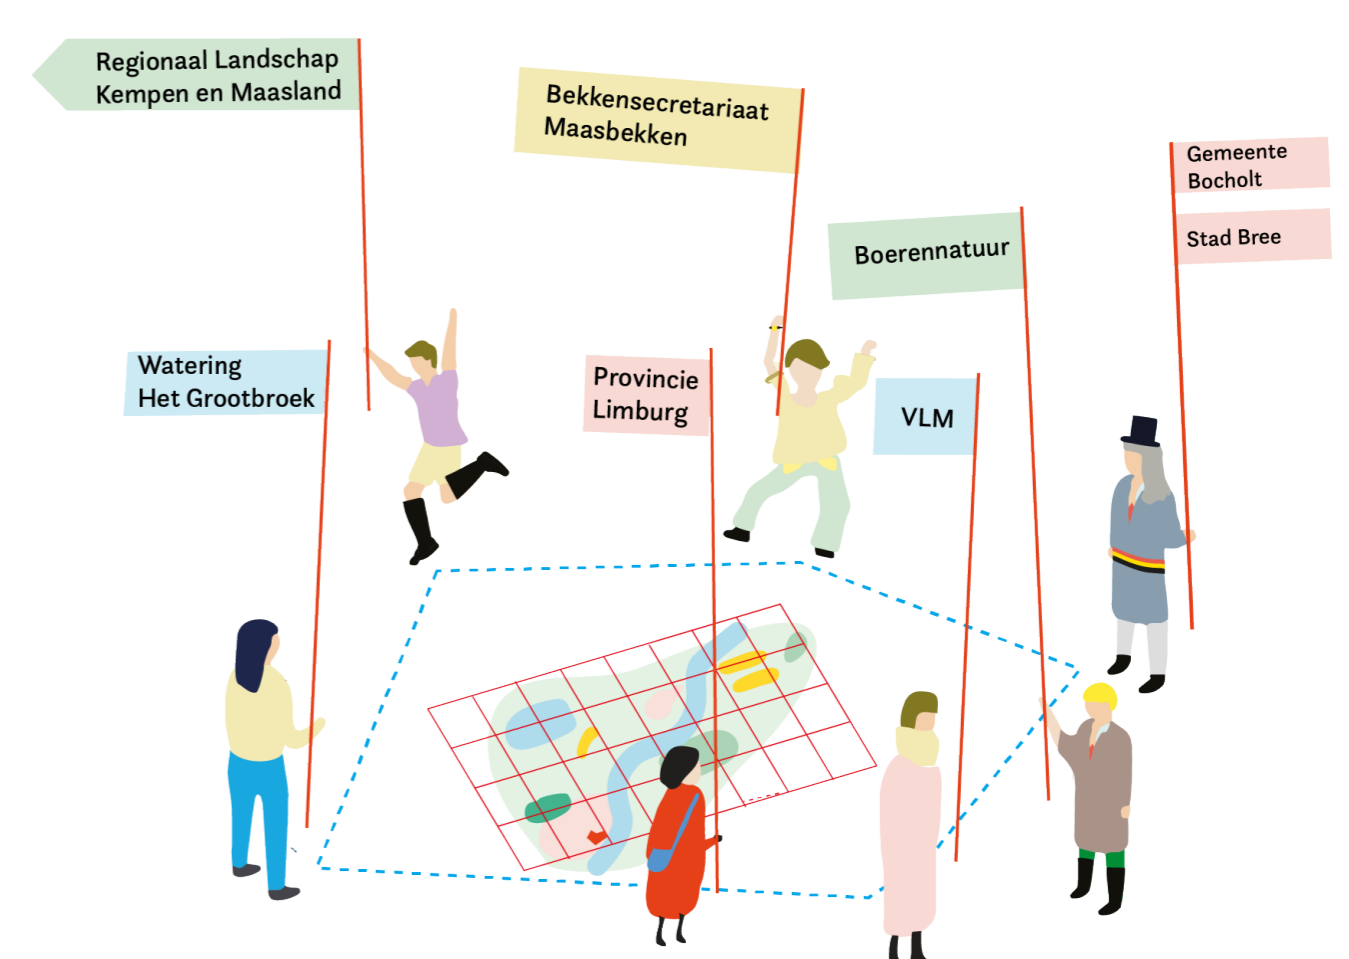 Regionaal Landschap
Kempen en Maasland
Bekkensecretariaat
Maasbekken
Gemeente
Bocholt
Stad Bree
Boerennatuur
Watering
Het Grootbroek
Provincie
Limburg
VLM